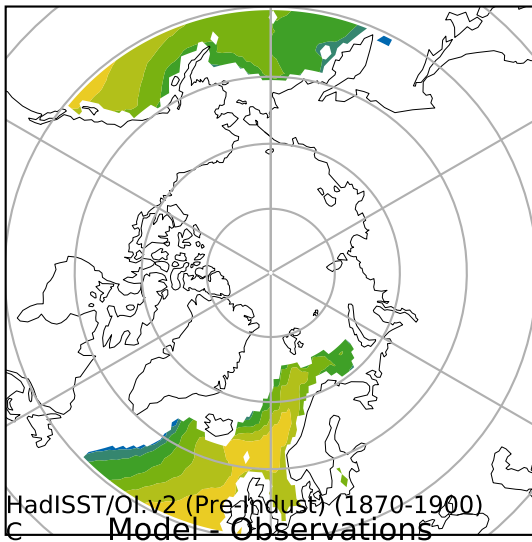 HadISST/OI.v2 (Pre-Indust) (1870-1900)
C Model - Observations